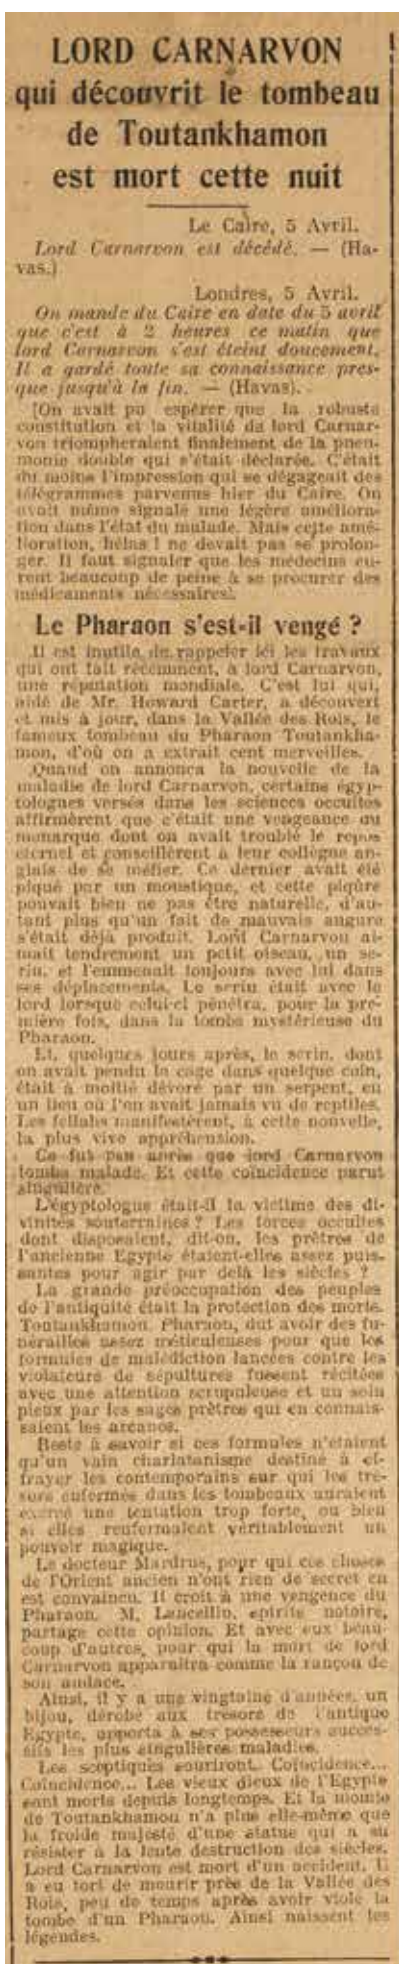 LORD CARNARVON
qui découvrit le tombeau
de Toutankhamon
est mort cette nuit
Le Caire, 5 Avril.
Lord Carnarvon est décédé. — (Ha-
vas.)
Londres, 5 Avril.
On mande du Caire en date du 5 avril
que c'est à 2 heures ce matin que
lord Carnarvon s'est éteint doucement.
Il a gardé toute sa connaissance pres-
que jusqu'à la fin. — (Havas).
[On avait pu espérer que la robuste
constitution et la vitalité de lord Carnar-
von triompheraient finalement de la pneu-
monie double qui s'était déclarée. C'était
du moins l'impression qui se dégageait des
télégrammes parvenus hier du Caire. On
avait même signalé une légère améliora-
tion dans l'état du malade. Mais cette amé-
lioration, hélas ! ne devait pas se prolon-
ger. Il faut signaler que les médecins eu-
rent beaucoup de peine à se procurer des
médicaments nécessaires].
Le Pharaon s'est-il vengé ?
Il est inutile de rappeler ici les travaux
qui ont fait récemment, à lord Carnarvon,
une réputation mondiale. C'est lui qui,
aidé de Mr. Howard Carter, a découvert
et mis à jour, dans la Vallée des Rois, le
fameux tombeau du Pharaon Toutankha-
mon, d'où on a extrait cent merveilles.
Quand on annonça la nouvelle de la
maladie de lord Carnarvon, certains égyp-
tologues versés dans les sciences occultes
affirmèrent que c'était une vengeance du
monarque dont on avait troublé le repos
éternel et conseillèrent à leur collègue an-
glais de se méfier. Ce dernier avait été
piqué par un moustique, et cette piqûre
pouvait bien ne pas être naturelle, d'au-
tant plus qu'un fait de mauvais augure
s'était déjà produit. Lord Carnarvon ai-
mait tendrement un petit oiseau, un se-
rin, et l'emmenait toujours avec lui dans
ses déplacements. Le serin était avec le
lord lorsque celui-ci pénétra, pour la pre-
mière fois, dans la tombe mystérieuse du
Pharaon.
Et, quelques jours après, le serin, dont
on avait pendu la cage dans quelque coin,
était à moitié dévoré par un serpent, en
un lieu où l'on avait jamais vu de reptiles.
Les fellahs manifestèrent, à cette nouvelle,
la plus vive appréhension.
Ce fut peu après que lord Carnarvon
tomba malade. Et cette coïncidence parut
singulière.
L'égyptologue était-il la victime des di-
vinités souterraines ? Les forces occultes
dont disposaient, dit-on, les prêtres de
l'ancienne Egypte étaient-elles assez puis-
santes pour agir par delà les siècles ?
La grande préoccupation des peuples
de l'antiquité était la protection des morts.
Toutankhamon, Pharaon, dut avoir des fu-
nérailles assez méticuleuses pour que les
formules de malédiction lancées contre les
violateurs de sépultures fussent récitées
avec une attention scrupuleuse et un soin
pieux par les sages prêtres qui en connais-
saient les arcanes.
Reste à savoir si ces formules n'étaient
qu'un vain charlatanisme destiné à ef-
frayer les contemporains sur qui les tré-
sors enfermés dans les tombeaux auraient
exercé une tentation trop forte, ou bien
si elles renfermaient véritablement un
pouvoir magique.
Le docteur Mardrus, pour qui ces choses
de l'Orient ancien n'ont rien de secret en
est convaincu. Il croit à une vengence du
Pharaon. M. Lancellin, spirite notoire,
partage cette opinion. Et avec eux beau-
coup d'autres, pour qui la mort de lord
Carnarvon apparaîtra comme la rançon de
son audace.
Ainsi, il y a une vingtaine d'années, un
bijou, dérobé aux trésors de l'antique
Egypte, apporta à ses possesseurs succes-
sifs les plus singulières maladies.
Les sceptiques souriront. Coïncidence...
Coïncidence... Les vieux dieux de l'Egypte
sont morts depuis longtemps. Et la momie
de Toutankhamon n'a plus elle-même que
la froide majesté d'une statue qui a su
résister à la lente destruction des siècles.
Lord Carnarvon est mort d'un accident. Il
a eu tort de mourir près de la Vallée des
Rois, peu de temps après avoir violé la
tombe d'un Pharaon. Ainsi naissent les
légendes.